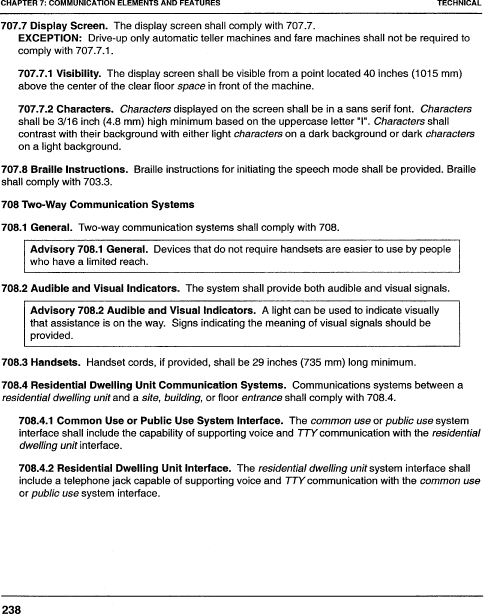 CHAPTER 7: COMMUNICATION ELEMENTS AND FEATURES TECHNICAL
707.7 Display Screen. The display screen shall comply with 707.7.
EXCEPTION: Drive-up only automatic teller machines and fare machines shall not be required to
comply with 707.7.1.
707.7.1 Visibility. The display screen shall be visible from a point located 40 inches (1015 mm)
above the center of the clear floor space in front of the machine.
707.7.2 Characters. Characters displayed on the screen shall be in a sans serif font. Characters
shall be 3/16 inch (4.8 mm) high minimum based on the uppercase letter "I". Characters shall
contrast with their background with either light characters on a dark background or dark characters
on a light background.
707.8 Braille Instructions. Braille instructions for initiating the speech mode shall be provided. Braille
shall comply with 703.3.
708 Two-Way Communication Systems
708.1 General. Two-way communication systems shall comply with 708.
Advisory 708.1 General. Devices that do not require handsets are easier to use by people
who have a limited reach.
708.2 Audible and Visual Indicators. The system shall provide both audible and visual signals.
Advisory 708.2 Audible and Visual Indicators. A light can be used to indicate visually
that assistance is on the way. Signs indicating the meaning of visual signals should be
provided.
708.3 Handsets. Handset cords, if provided, shall be 29 inches (735 mm) long minimum.
708.4 Residential Dwelling Unit Communication Systems. Communications systems between a
residential dwelling unit and a site, building, or floor entrance shall comply with 708.4.
708.4.1 Common Use or Public Use System Interface. The common use or public use system
interface shall include the capability of supporting voice and TTY communication with the residential
dwelling unit interface.
708.4.2 Residential Dwelling Unit Interface. The residential dwelling unit system interface shall
include a telephone jack capable of supporting voice and TTY communication with the common use
or public use system interface.
238